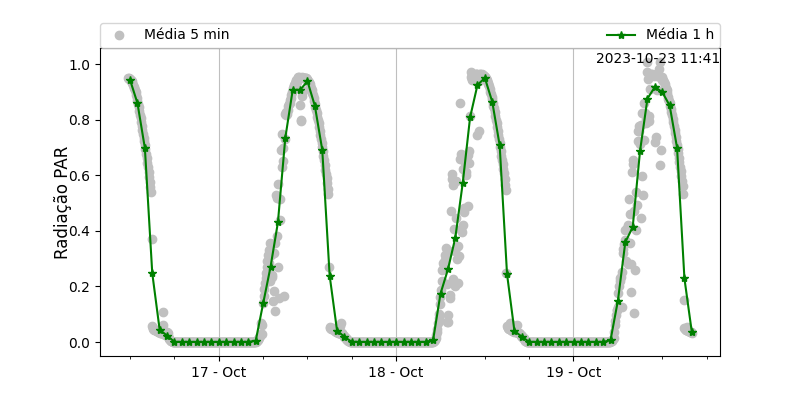 Média 5 min
Média 1 h
2023-10-23 11:41
1.0
0.8
0.6
0.4
0.2
0.0
Radiação PAR
17 - Oct
18 - Oct
19 - Oct